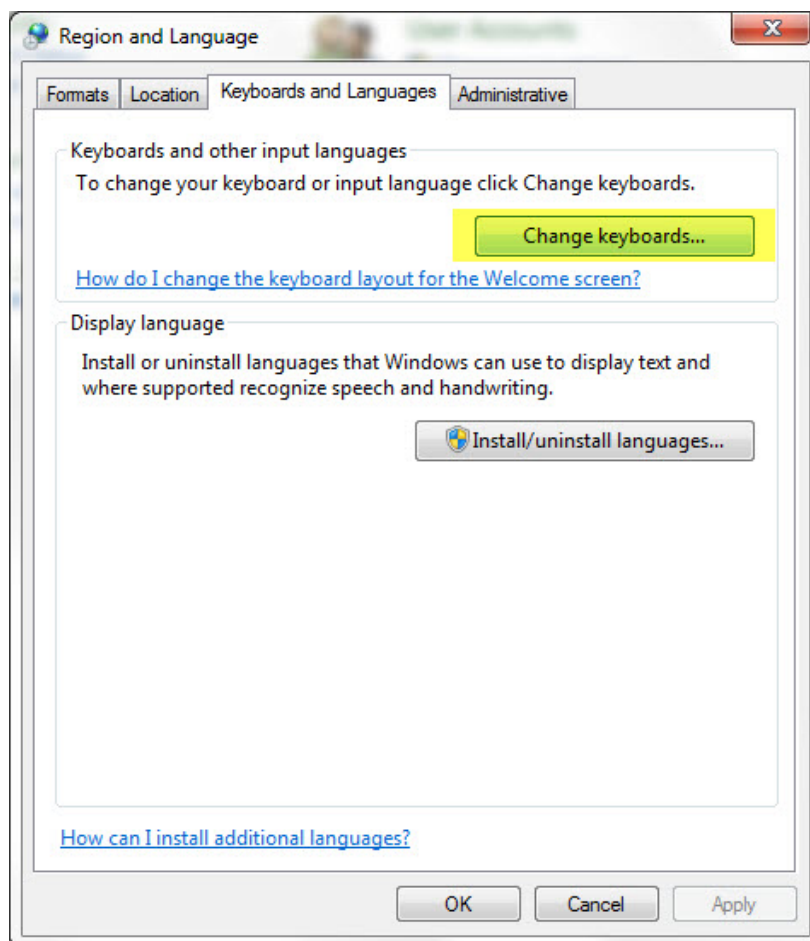 Region and Language
User Accounts
Formats Location Keyboards and Languages Administrative
Keyboards and other input languages
To change your keyboard or input language click Change keyboards.
Change keyboards...
How do I change the keyboard layout for the Welcome screen?
Display language
Install or uninstall languages that Windows can use to display text and
where supported recognize speech and handwriting.
Install/uninstall languages...
How can I install additional languages?
OK Cancel Apply